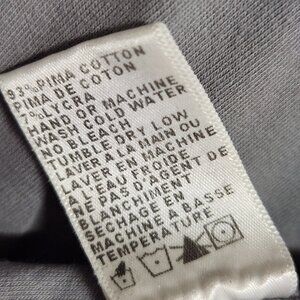 93% PIMA COTTON
PIMA DE COTON
7% LYCRA
HAND OR MACHINE
WASH COLD WATER
NO BLEACH
TUMBLE DRY LOW
LAVER A LA MAIN OU
LAVER EN MACHINE
A EAU FROIDE
NE PAS D'AGENT DE
BLANCHIMENT
SECHAGE EN
MACHINE A BASSE
TEMPERATURE